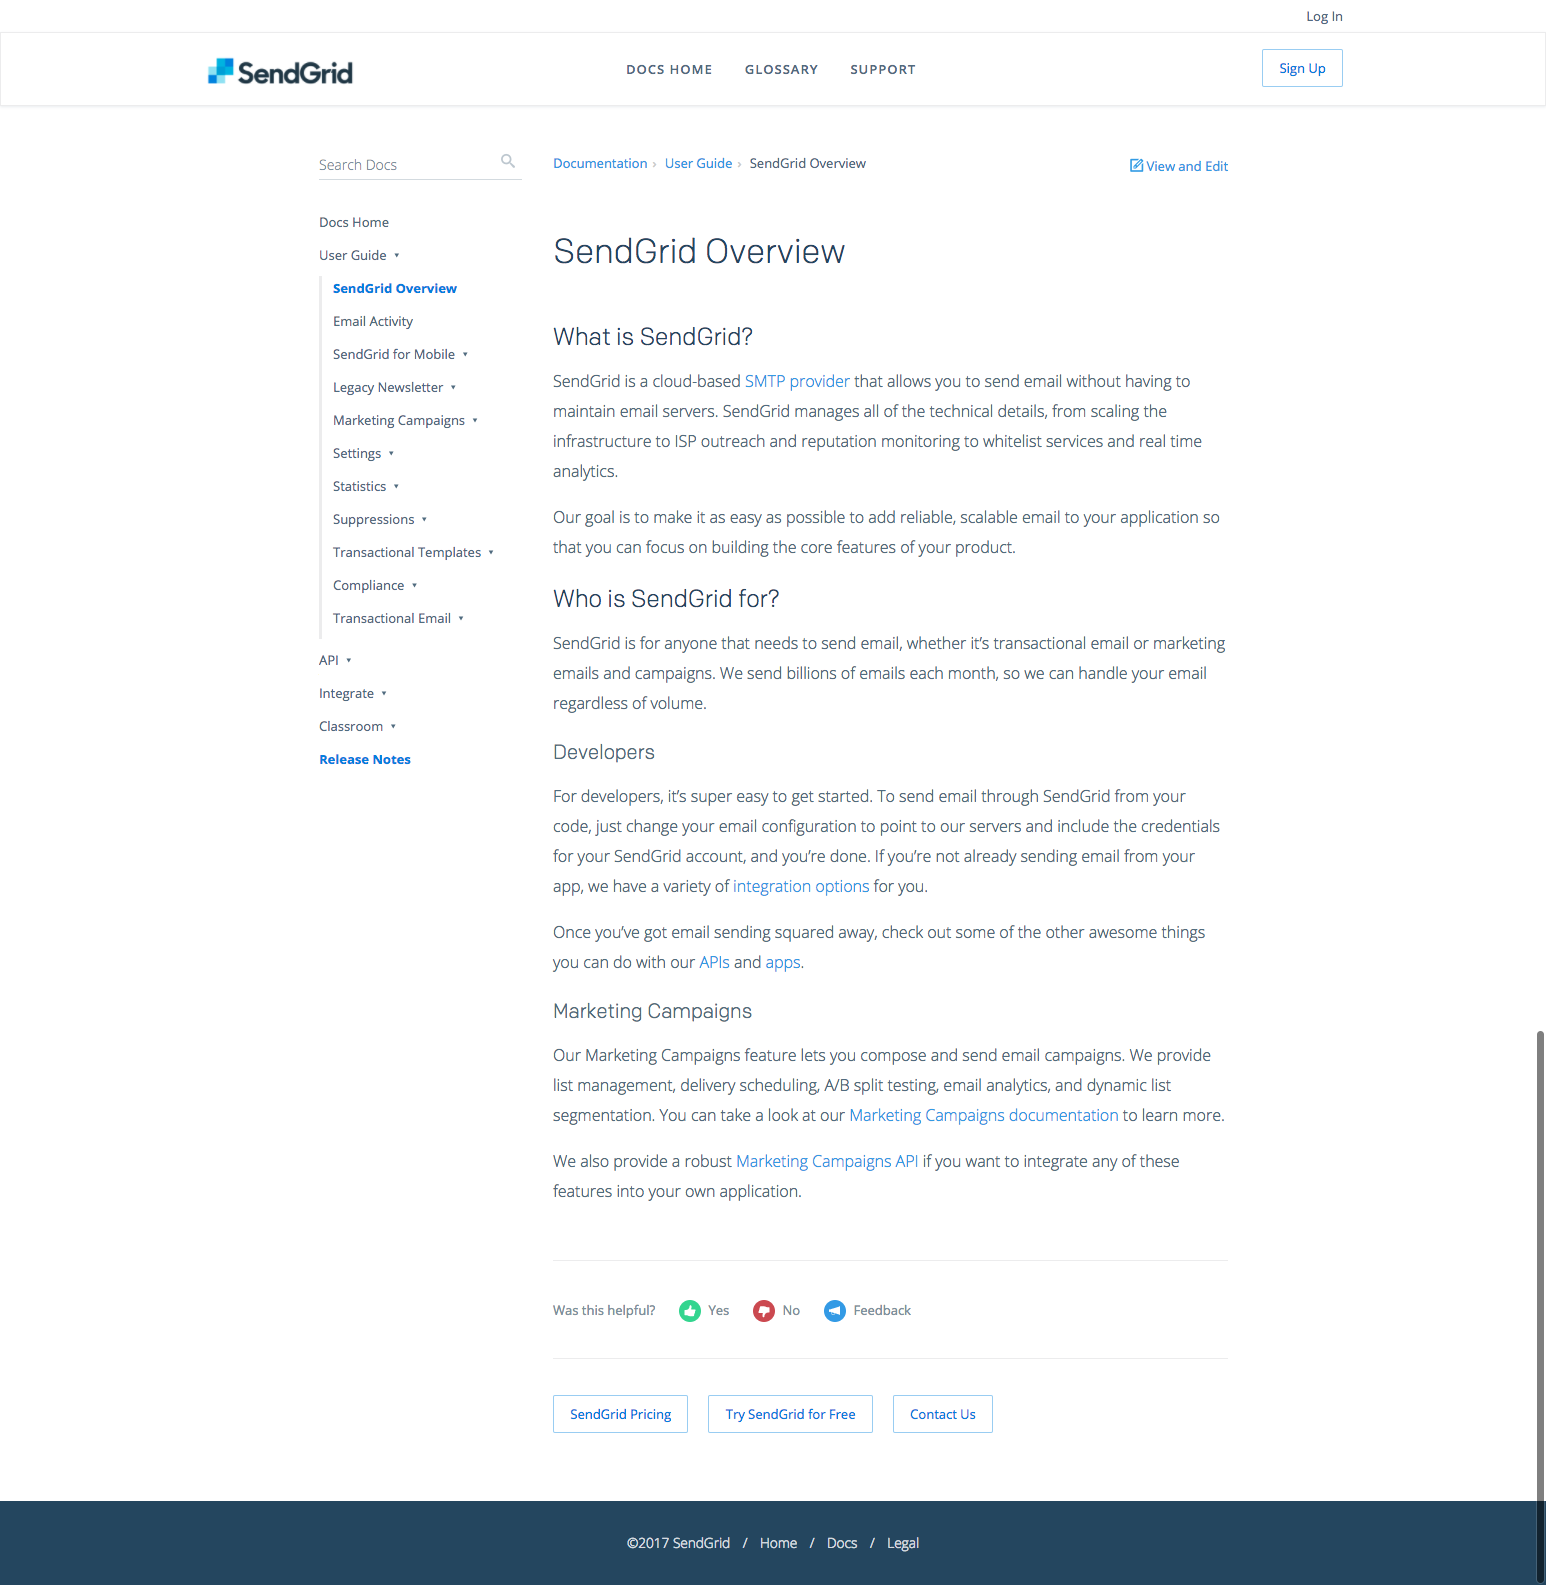 Log In
SendGrid
DOCS HOME GLOSSARY SUPPORT
Sign Up
Search Docs
Documentation › User Guide › SendGrid Overview
View and Edit
Docs Home
User Guide
SendGrid Overview
Email Activity
SendGrid for Mobile
Legacy Newsletter
Marketing Campaigns
Settings
Statistics
Suppressions
Transactional Templates
Compliance
Transactional Email
API
Integrate
Classroom
Release Notes
SendGrid Overview
What is SendGrid?
SendGrid is a cloud-based SMTP provider that allows you to send email without having to
maintain email servers. SendGrid manages all of the technical details, from scaling the
infrastructure to ISP outreach and reputation monitoring to whitelist services and real time
analytics.
Our goal is to make it as easy as possible to add reliable, scalable email to your application so
that you can focus on building the core features of your product.
Who is SendGrid for?
SendGrid is for anyone that needs to send email, whether it’s transactional email or marketing
emails and campaigns. We send billions of emails each month, so we can handle your email
regardless of volume.
Developers
For developers, it’s super easy to get started. To send email through SendGrid from your
code, just change your email configuration to point to our servers and include the credentials
for your SendGrid account, and you’re done. If you’re not already sending email from your
app, we have a variety of integration options for you.
Once you’ve got email sending squared away, check out some of the other awesome things
you can do with our APIs and apps.
Marketing Campaigns
Our Marketing Campaigns feature lets you compose and send email campaigns. We provide
list management, delivery scheduling, A/B split testing, email analytics, and dynamic list
segmentation. You can take a look at our Marketing Campaigns documentation to learn more.
We also provide a robust Marketing Campaigns API if you want to integrate any of these
features into your own application.
Was this helpful? Yes No Feedback
SendGrid Pricing Try SendGrid for Free Contact Us
©2017 SendGrid / Home / Docs / Legal